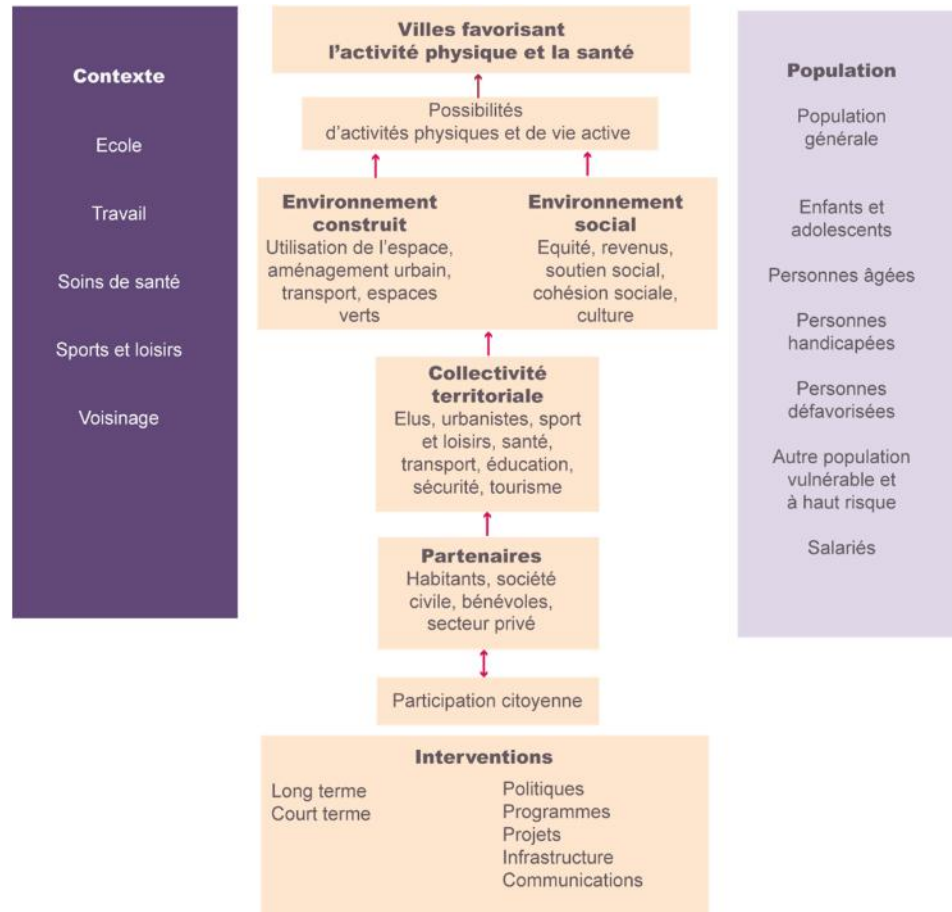 Contexte
Ecole
Travail
Soins de santé
Sports et loisirs
Voisinage
Villes favorisant
l'activité physique et la santé
Possibilités
d'activités physiques et de vie active
Environnement
construit
Utilisation de l'espace,
aménagement urbain,
transport, espaces
verts
Environnement
social
Equité, revenus,
soutien social,
cohésion sociale,
culture
Collectivité
territoriale
Elus, urbanistes, sport
et loisirs, santé,
transport, éducation,
sécurité, tourisme
Partenaires
Habitants, société
civile, bénévoles,
secteur privé
Participation citoyenne
Interventions
Long terme
Court terme
Politiques
Programmes
Projets
Infrastructure
Communications
Population
Population
générale
Enfants et
adolescents
Personnes âgées
Personnes
handicapées
Personnes
défavorisées
Autre population
vulnérable et
à haut risque
Salariés